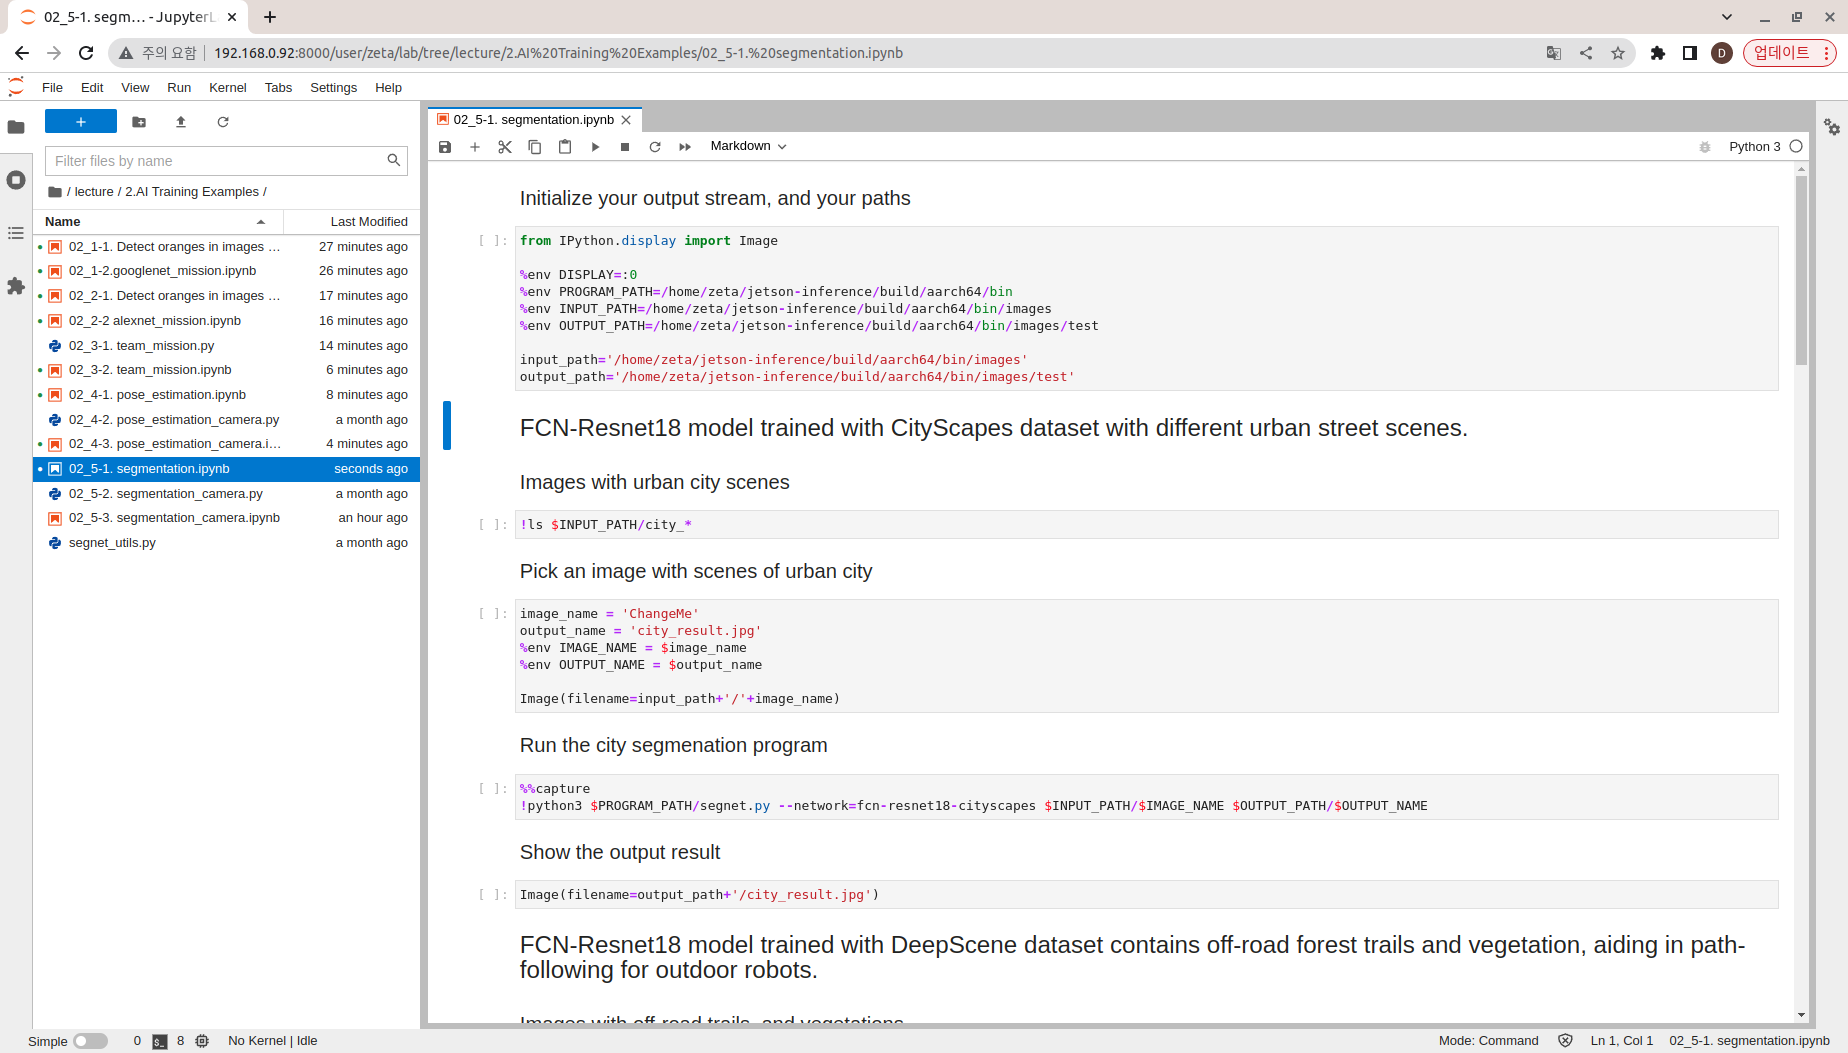 02_5-1. segm… - JupyterL
주의 요함
192.168.0.92:8000/user/zeta/lab/tree/lecture/2.AI%20Training%20Examples/02_5-1.%20segmentation.ipynb
D
업데이트
File Edit View Run Kernel Tabs Settings Help
02_5-1. segmentation.ipynb
Markdown
Python 3
Filter files by name
/ lecture / 2.AI Training Examples /
Name Last Modified
02_1-1. Detect oranges in images … 27 minutes ago
02_1-2.googlenet_mission.ipynb 26 minutes ago
02_2-1. Detect oranges in images … 17 minutes ago
02_2-2 alexnet_mission.ipynb 16 minutes ago
02_3-1. team_mission.py 14 minutes ago
02_3-2. team_mission.ipynb 6 minutes ago
02_4-1. pose_estimation.ipynb 8 minutes ago
02_4-2. pose_estimation_camera.py a month ago
02_4-3. pose_estimation_camera.i… 4 minutes ago
02_5-1. segmentation.ipynb seconds ago
02_5-2. segmentation_camera.py a month ago
02_5-3. segmentation_camera.ipynb an hour ago
segnet_utils.py a month ago
Initialize your output stream, and your paths
[ ]: from IPython.display import Image
%env DISPLAY=:0
%env PROGRAM_PATH=/home/zeta/jetson-inference/build/aarch64/bin
%env INPUT_PATH=/home/zeta/jetson-inference/build/aarch64/bin/images
%env OUTPUT_PATH=/home/zeta/jetson-inference/build/aarch64/bin/images/test
input_path='/home/zeta/jetson-inference/build/aarch64/bin/images'
output_path='/home/zeta/jetson-inference/build/aarch64/bin/images/test'
FCN-Resnet18 model trained with CityScapes dataset with different urban street scenes.
Images with urban city scenes
[ ]: !ls $INPUT_PATH/city_*
Pick an image with scenes of urban city
[ ]: image_name = 'ChangeMe'
output_name = 'city_result.jpg'
%env IMAGE_NAME = $image_name
%env OUTPUT_NAME = $output_name
Image(filename=input_path+'/'+image_name)
Run the city segmenation program
[ ]: %%capture
!python3 $PROGRAM_PATH/segnet.py --network=fcn-resnet18-cityscapes $INPUT_PATH/$IMAGE_NAME $OUTPUT_PATH/$OUTPUT_NAME
Show the output result
[ ]: Image(filename=output_path+'/city_result.jpg')
FCN-Resnet18 model trained with DeepScene dataset contains off-road forest trails and vegetation, aiding in path-
following for outdoor robots.
Images with off-road trails, and vegetations
Simple 0 $_ 8 No Kernel | Idle Mode: Command Ln 1, Col 1 02_5-1. segmentation.ipynb